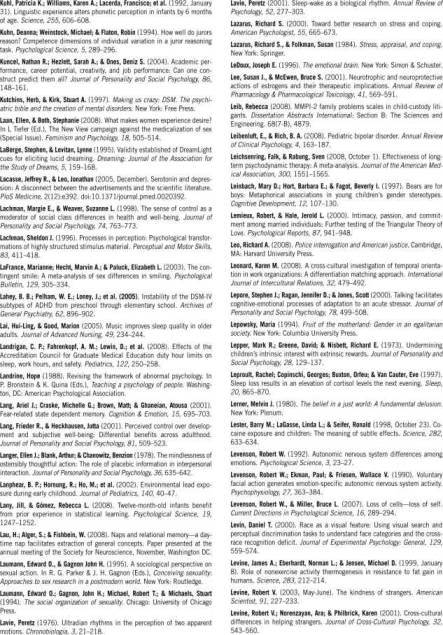 Kuhl, Patricia K.; Williams, Karen A.; Lacerda, Francisco; et al. (1992, January
31). Linguistic experience alters phonetic perception in infants by 6 months
of age. Science, 255, 606–608.
Kuhn, Deanna; Weinstock, Michael; & Flaton, Robin (1994). How well do jurors
reason? Competence dimensions of individual variation in a juror reasoning
task. Psychological Science, 5, 289–296.
Kuncel, Nathan R.; Hezlett, Sarah A.; & Ones, Deniz S. (2004). Academic per-
formance, career potential, creativity, and job performance: Can one con-
struct predict them all? Journal of Personality and Social Psychology, 86,
148–161.
Kutchins, Herb, & Kirk, Stuart A. (1997). Making us crazy: DSM. The psychi-
atric bible and the creation of mental disorders. New York: Free Press.
Laan, Ellen, & Both, Stephanie (2008). What makes women experience desire?
In L. Tiefer (Ed.), The New View campaign against the medicalization of sex
(Special Issue). Feminism and Psychology, 18, 505–514.
LaBerge, Stephen, & Levitan, Lynne (1995). Validity established of DreamLight
cues for eliciting lucid dreaming. Dreaming: Journal of the Association for
the Study of Dreams, 5, 159–168.
Lacasse, Jeffrey R., & Leo, Jonathan (2005, December). Serotonin and depres-
sion: A disconnect between the advertisements and the scientific literature.
PloS Medicine, 2(12):e392. doi:10.1371/journal.pmed.0020392.
Lachman, Margie E., & Weaver, Suzanne L. (1998). The sense of control as a
moderator of social class differences in health and well-being. Journal of
Personality and Social Psychology, 74, 763–773.
Lachman, Sheldon J. (1996). Processes in perception: Psychological transfor-
mations of highly structured stimulus material. Perceptual and Motor Skills,
83, 411–418.
LaFrance, Marianne; Hecht, Marvin A.; & Paluck, Elizabeth L. (2003). The con-
tingent smile: A meta-analysis of sex differences in smiling. Psychological
Bulletin, 129, 305–334.
Lahey, B. B.; Pelham, W. E.; Loney, J.; et al. (2005). Instability of the DSM-IV
subtypes of ADHD from preschool through elementary school. Archives of
General Psychiatry, 62, 896–902.
Lai, Hui-Ling, & Good, Marion (2005). Music improves sleep quality in older
adults. Journal of Advanced Nursing, 49, 234–244.
Landrigan, C. P.; Fahrenkopf, A. M.; Lewin, D.; et al. (2008). Effects of the
Accreditation Council for Graduate Medical Education duty hour limits on
sleep, work hours, and safety. Pediatrics, 122, 250–258.
Landrine, Hope (1988). Revising the framework of abnormal psychology. In
P. Bronstein & K. Quina (Eds.), Teaching a psychology of people. Washing-
ton, DC: American Psychological Association.
Lang, Ariel J.; Craske, Michelle G.; Brown, Matt; & Ghaneian, Atousa (2001).
Fear-related state dependent memory. Cognition & Emotion, 15, 695–703.
Lang, Frieder R., & Heckhausen, Jutta (2001). Perceived control over develop-
ment and subjective well-being: Differential benefits across adulthood.
Journal of Personality and Social Psychology, 81, 509–523.
Langer, Ellen J.; Blank, Arthur; & Chanowitz, Benzion (1978). The mindlessness of
ostensibly thoughtful action: The role of placebic information in interpersonal
interaction. Journal of Personality and Social Psychology, 36, 635–642.
Lanphear, B. P.; Hornung, R.; Ho, M.; et al. (2002). Environmental lead expo-
sure during early childhood. Journal of Pediatrics, 140, 40–47.
Lany, Jill, & Gómez, Rebecca L. (2008). Twelve-month-old infants benefit
from prior experience in statistical learning. Psychological Science, 19,
1247–1252.
Lau, H.; Alger, S.; & Fishbein, W. (2008). Naps and relational memory—a day-
time nap facilitates extraction of general concepts. Paper presented at the
annual meeting of the Society for Neuroscience, November, Washington DC.
Laumann, Edward O., & Gagnon John H. (1995). A sociological perspective on
sexual action. In R. G. Parker & J. H. Gagnon (Eds.), Conceiving sexuality:
Approaches to sex research in a postmodern world. New York: Routledge.
Laumann, Edward O.; Gagnon, John H.; Michael, Robert T.; & Michaels, Stuart
(1994). The social organization of sexuality. Chicago: University of Chicago
Press.
Lavie, Peretz (1976). Ultradian rhythms in the perception of two apparent
motions. Chronobiologia, 3, 21–218.
Lavie, Peretz (2001). Sleep-wake as a biological rhythm. Annual Review of
Psychology, 52, 277–303.
Lazarus, Richard S. (2000). Toward better research on stress and coping.
American Psychologist, 55, 665–673.
Lazarus, Richard S., & Folkman, Susan (1984). Stress, appraisal, and coping.
New York: Springer.
LeDoux, Joseph E. (1996). The emotional brain. New York: Simon & Schuster.
Lee, Susan J., & McEwen, Bruce S. (2001). Neurotrophic and neuroprotective
actions of estrogens and their therapeutic implications. Annual Review of
Pharmacology & Pharmacological Toxicology, 41, 569–591.
Leib, Rebecca (2008). MMPI-2 family problems scales in child-custody liti-
gants. Dissertation Abstracts International: Section B: The Sciences and
Engineering, 68(7-B), 4879.
Leibenluft, E., & Rich, B. A. (2008). Pediatric bipolar disorder. Annual Review
of Clinical Psychology, 4, 163–187.
Leichsenring, Falk, & Rabung, Sven (2008, October 1). Effectiveness of long-
term psychodynamic therapy: A meta-analysis. Journal of the American Med-
ical Association, 300, 1551–1565.
Leinbach, Mary D.; Hort, Barbara E.; & Fagot, Beverly I. (1997). Bears are for
boys: Metaphorical associations in young children's gender stereotypes.
Cognitive Development, 12, 107–130.
Lemieux, Robert, & Hale, Jerold L. (2000). Intimacy, passion, and commit-
ment among married individuals: Further testing of the Triangular Theory of
Love. Psychological Reports, 87, 941–948.
Leo, Richard A. (2008). Police interrogation and American justice. Cambridge,
MA: Harvard University Press.
Leonard, Karen M. (2008). A cross-cultural investigation of temporal orienta-
tion in work organizations: A differentiation matching approach. International
Journal of Intercultural Relations, 32, 479–492.
Lepore, Stephen J.; Ragan, Jennifer D.; & Jones, Scott (2000). Talking facilitates
cognitive-emotional processes of adaptation to an acute stressor. Journal of
Personality and Social Psychology, 78, 499–508.
Lepowsky, Maria (1994). Fruit of the motherland: Gender in an egalitarian
society. New York: Columbia University Press.
Lepper, Mark R.; Greene, David; & Nisbett, Richard E. (1973). Undermining
children's intrinsic interest with extrinsic rewards. Journal of Personality and
Social Psychology, 28, 129–137.
Leproult, Rachel; Copinschi, Georges; Buxton, Orfeu; & Van Cauter, Eve (1997).
Sleep loss results in an elevation of cortisol levels the next evening. Sleep,
20, 865–870.
Lerner, Melvin J. (1980). The belief in a just world: A fundamental delusion.
New York: Plenum.
Lester, Barry M.; LaGasse, Linda L.; & Seifer, Ronald (1998, October 23). Co-
caine exposure and children: The meaning of subtle effects. Science, 282,
633–634.
Levenson, Robert W. (1992). Autonomic nervous system differences among
emotions. Psychological Science, 3, 23–27.
Levenson, Robert W.; Ekman, Paul; & Friesen, Wallace V. (1990). Voluntary
facial action generates emotion-specific autonomic nervous system activity.
Psychophysiology, 27, 363–384.
Levenson, Robert W., & Miller, Bruce L. (2007). Loss of cells—loss of self.
Current Directions in Psychological Science, 16, 289–294.
Levin, Daniel T. (2000). Race as a visual feature: Using visual search and
perceptual discrimination tasks to understand face categories and the cross-
race recognition deficit. Journal of Experimental Psychology: General, 129,
559–574.
Levine, James A.; Eberhardt, Norman L.; & Jensen, Michael D. (1999, January
8). Role of nonexercise activity thermogenesis in resistance to fat gain in
humans. Science, 283, 212–214.
Levine, Robert V. (2003, May-June). The kindness of strangers. American
Scientist, 91, 227–233.
Levine, Robert V.; Norenzayan, Ara; & Philbrick, Karen (2001). Cross-cultural
differences in helping strangers. Journal of Cross-Cultural Psychology, 32,
543–560.